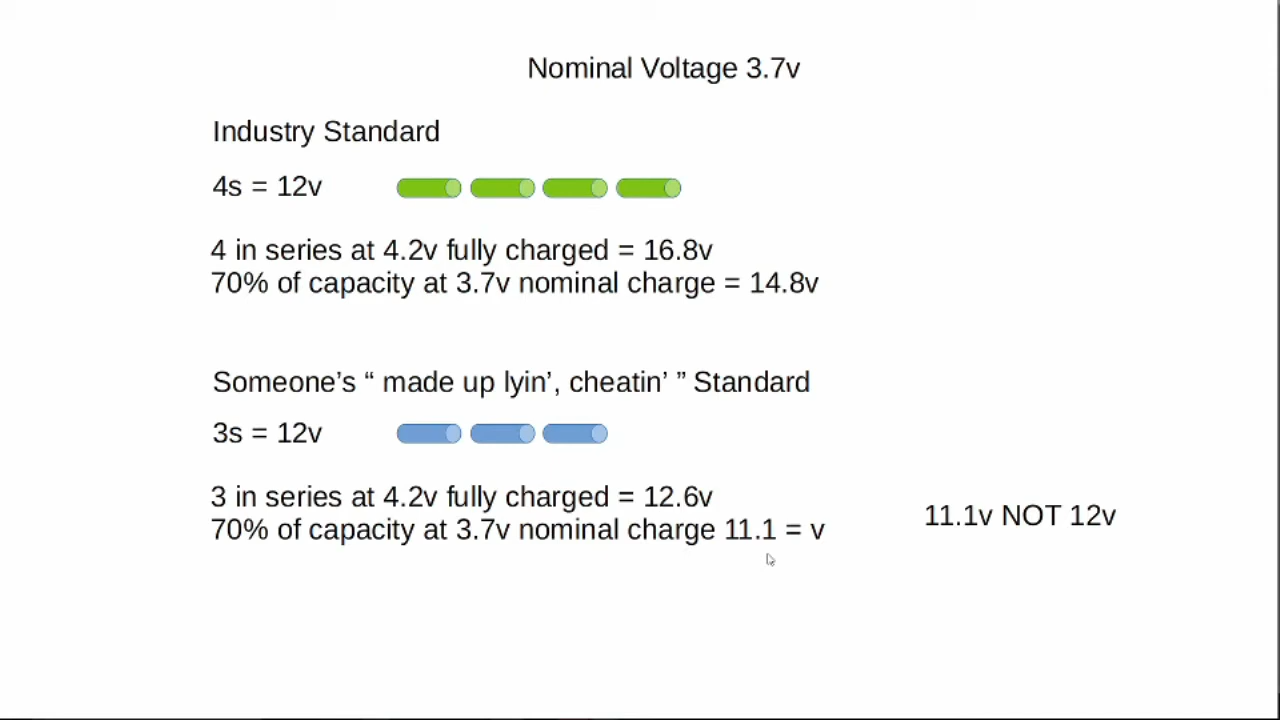 Nominal Voltage 3.7v
Industry Standard
4s = 12v
4 in series at 4.2v fully charged = 16.8v
70% of capacity at 3.7v nominal charge = 14.8v
Someone’s “ made up lyin’, cheatin’ ” Standard
3s = 12v
3 in series at 4.2v fully charged = 12.6v
70% of capacity at 3.7v nominal charge 11.1 = v
11.1v NOT 12v